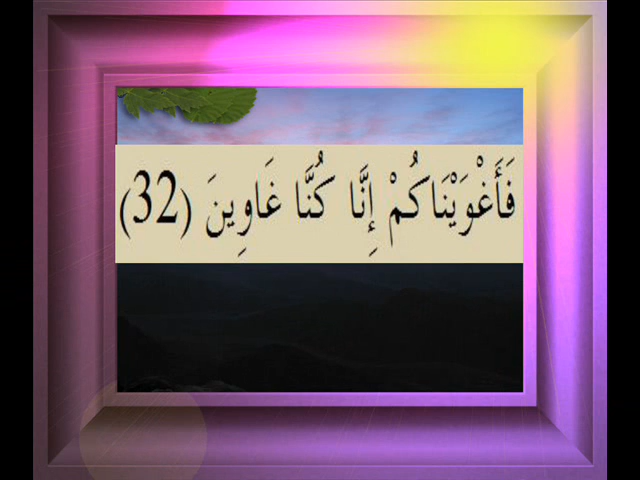 فَأَغْوَيْنَاكُمْ إِنَّا كُنَّا غَاوِينَ (32)